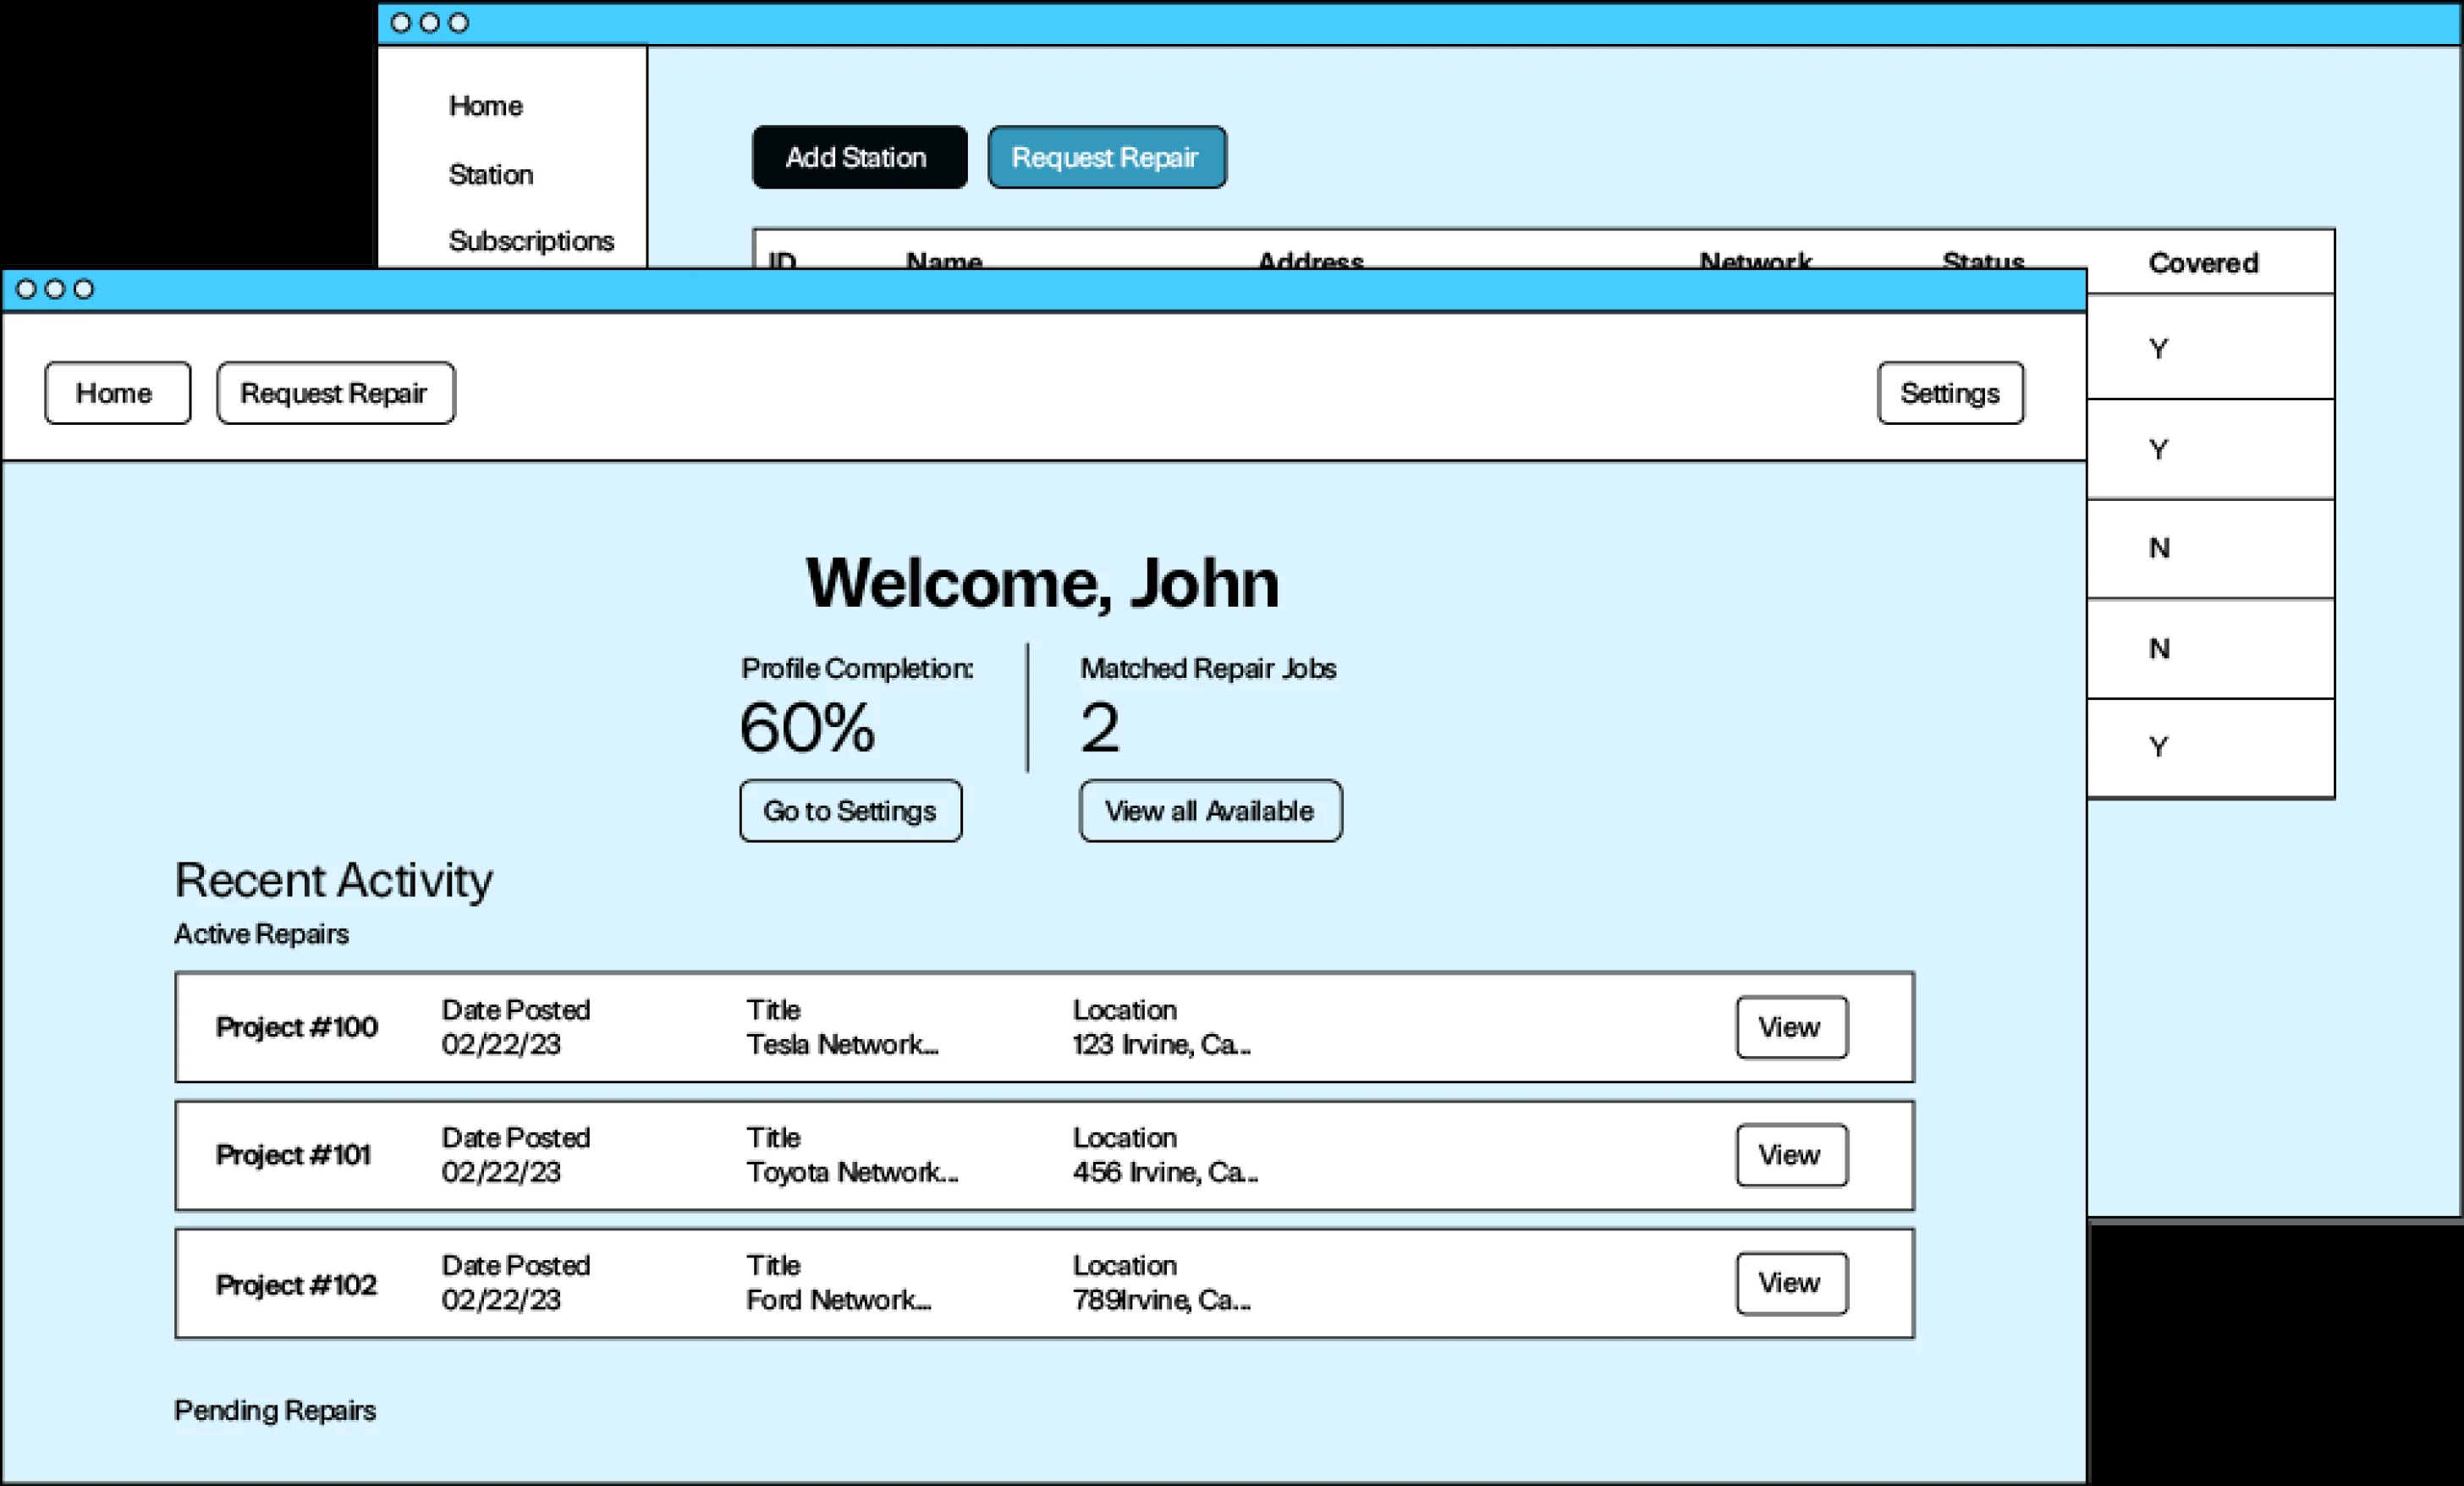 Home
Station
Subscriptions
Add Station
Request Repair
ID Name Address Network Status Covered
Y
Y
N
N
Y
Home
Request Repair
Settings
Welcome, John
Profile Completion:
60%
Go to Settings
Matched Repair Jobs
2
View all Available
Recent Activity
Active Repairs
Project #100
Date Posted
02/22/23
Title
Tesla Network...
Location
123 Irvine, Ca...
View
Project #101
Date Posted
02/22/23
Title
Toyota Network...
Location
456 Irvine, Ca...
View
Project #102
Date Posted
02/22/23
Title
Ford Network...
Location
789Irvine, Ca...
View
Pending Repairs